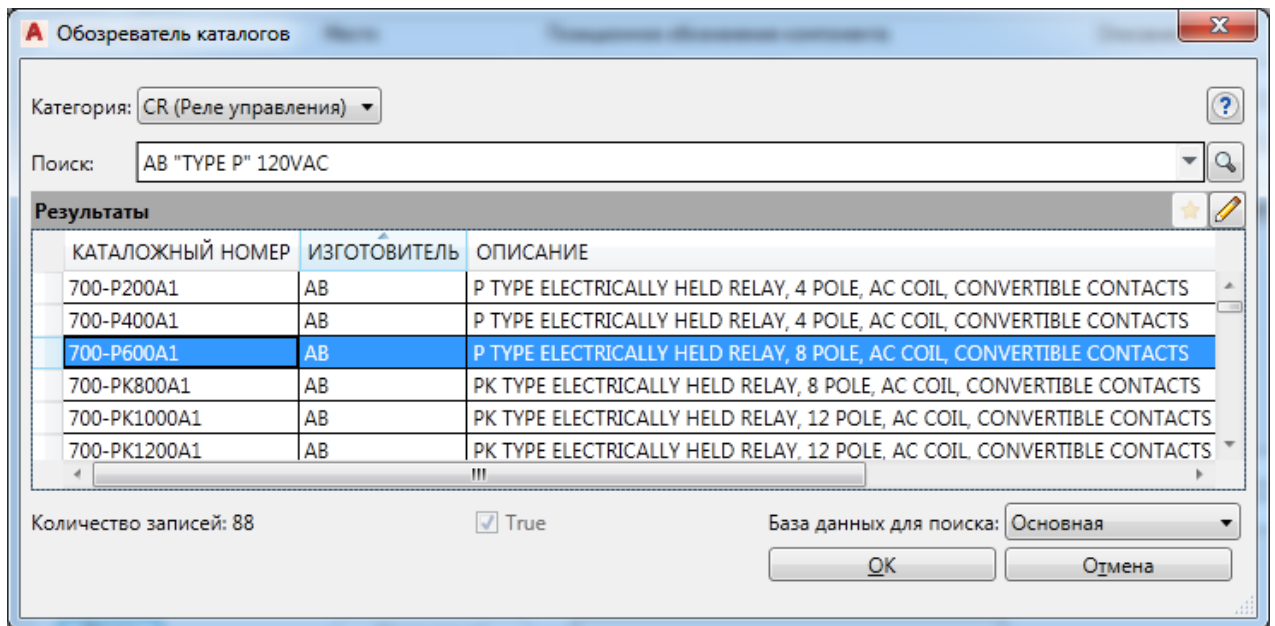 A Обозреватель каталогов
Категория: CR (Реле управления)
?
Поиск: AB "TYPE P" 120VAC
Результаты
КАТАЛОЖНЫЙ НОМЕР ИЗГОТОВИТЕЛЬ ОПИСАНИЕ
700-P200A1 AB P TYPE ELECTRICALLY HELD RELAY, 4 POLE, AC COIL, CONVERTIBLE CONTACTS
700-P400A1 AB P TYPE ELECTRICALLY HELD RELAY, 4 POLE, AC COIL, CONVERTIBLE CONTACTS
700-P600A1 AB P TYPE ELECTRICALLY HELD RELAY, 8 POLE, AC COIL, CONVERTIBLE CONTACTS
700-PK800A1 AB PK TYPE ELECTRICALLY HELD RELAY, 8 POLE, AC COIL, CONVERTIBLE CONTACTS
700-PK1000A1 AB PK TYPE ELECTRICALLY HELD RELAY, 12 POLE, AC COIL, CONVERTIBLE CONTACTS
700-PK1200A1 AB PK TYPE ELECTRICALLY HELD RELAY, 12 POLE, AC COIL, CONVERTIBLE CONTACTS
Количество записей: 88 True База данных для поиска: Основная
OK Отмена